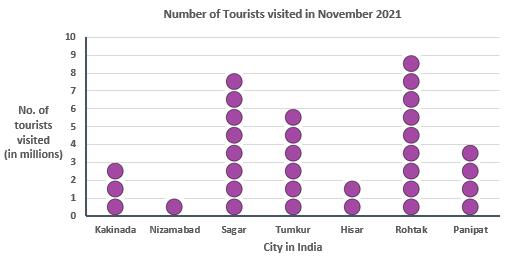 Number of Tourists visited in November 2021
10
9
8
7
6
5
4
3
2
1
0
No. of
tourists
visited
(in millions)
Kakinada Nizamabad Sagar Tumkur Hisar Rohtak Panipat
City in India